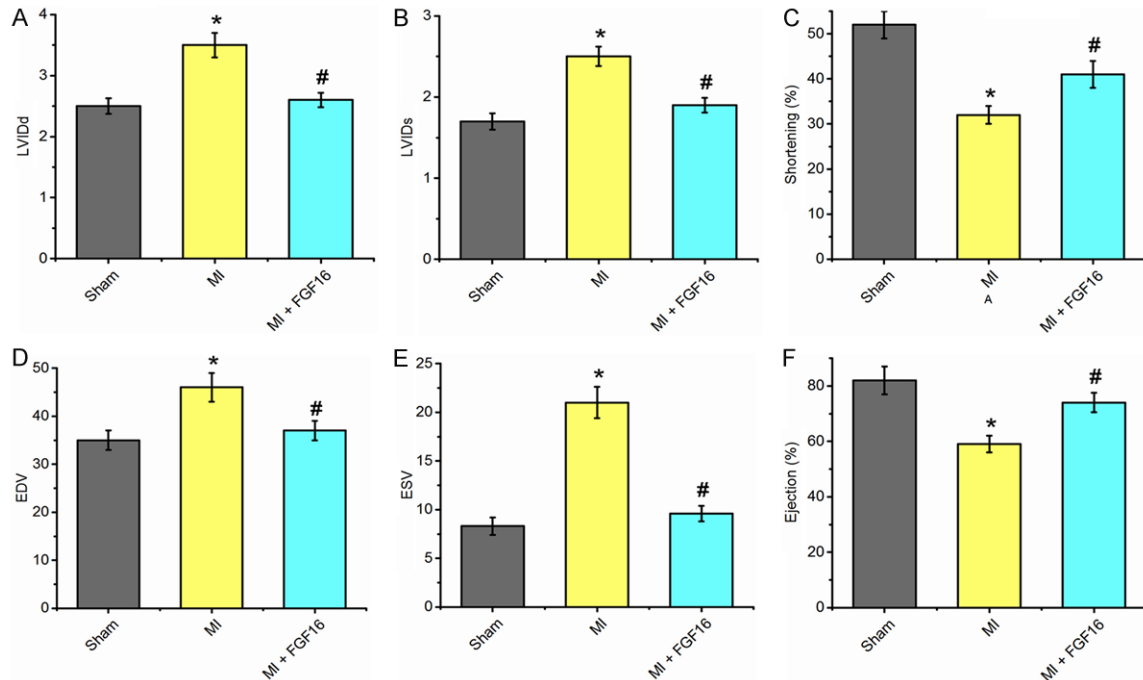 A
LVIDd
4
3
2
1
0
*
#
Sham
MI
MI + FGF16
B
LVIDs
3
2
1
0
*
#
Sham
MI
MI + FGF16
C
Shortening (%)
50
40
30
20
10
0
*
#
Sham
MI
A
MI + FGF16
D
EDV
50
40
30
20
10
0
*
#
Sham
MI
MI + FGF16
E
ESV
25
20
15
10
5
0
*
#
Sham
MI
MI + FGF16
F
Ejection (%)
80
60
40
20
0
*
#
Sham
MI
MI + FGF16